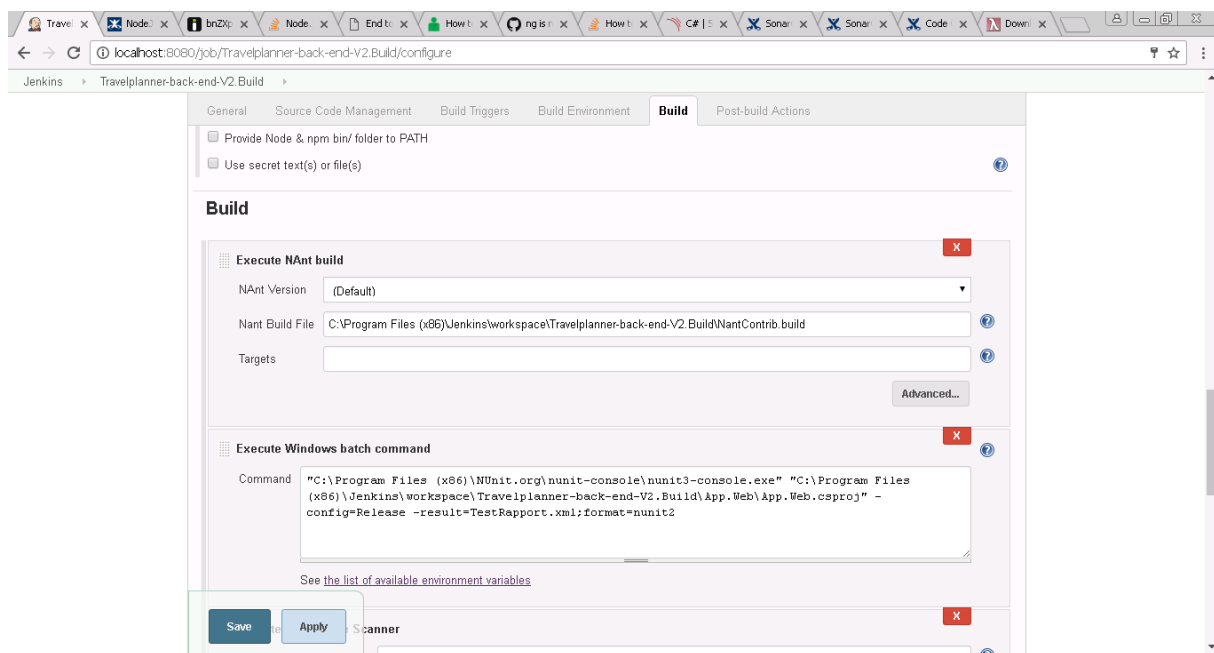 Travel
Node.
bnZXp
Node.
End to
How t
ng is r
How t
C# | S
Sonar
Sonar
Code
Downl
localhost:8080/job/Travelplanner-back-end-V2.Build/configure
Jenkins Travelplanner-back-end-V2.Build
General Source Code Management Build Triggers Build Environment Build Post-build Actions
Provide Node & npm bin/ folder to PATH
Use secret text(s) or file(s)
Build
X
Execute NAnt build
NAnt Version (Default)
Nant Build File C:\Program Files (x86)\Jenkins\workspace\Travelplanner-back-end-V2.Build\NantContrib.build
Targets
Advanced...
X
Execute Windows batch command
Command "C:\Program Files (x86)\NUnit.org\nunit-console\nunit3-console.exe" "C:\Program Files
(x86)\Jenkins\workspace\Travelplanner-back-end-V2.Build\App.Web\App.Web.csproj" –
config=Release –result=TestRapport.xml;format=nunit2
See the list of available environment variables
X
Save Apply Scanner